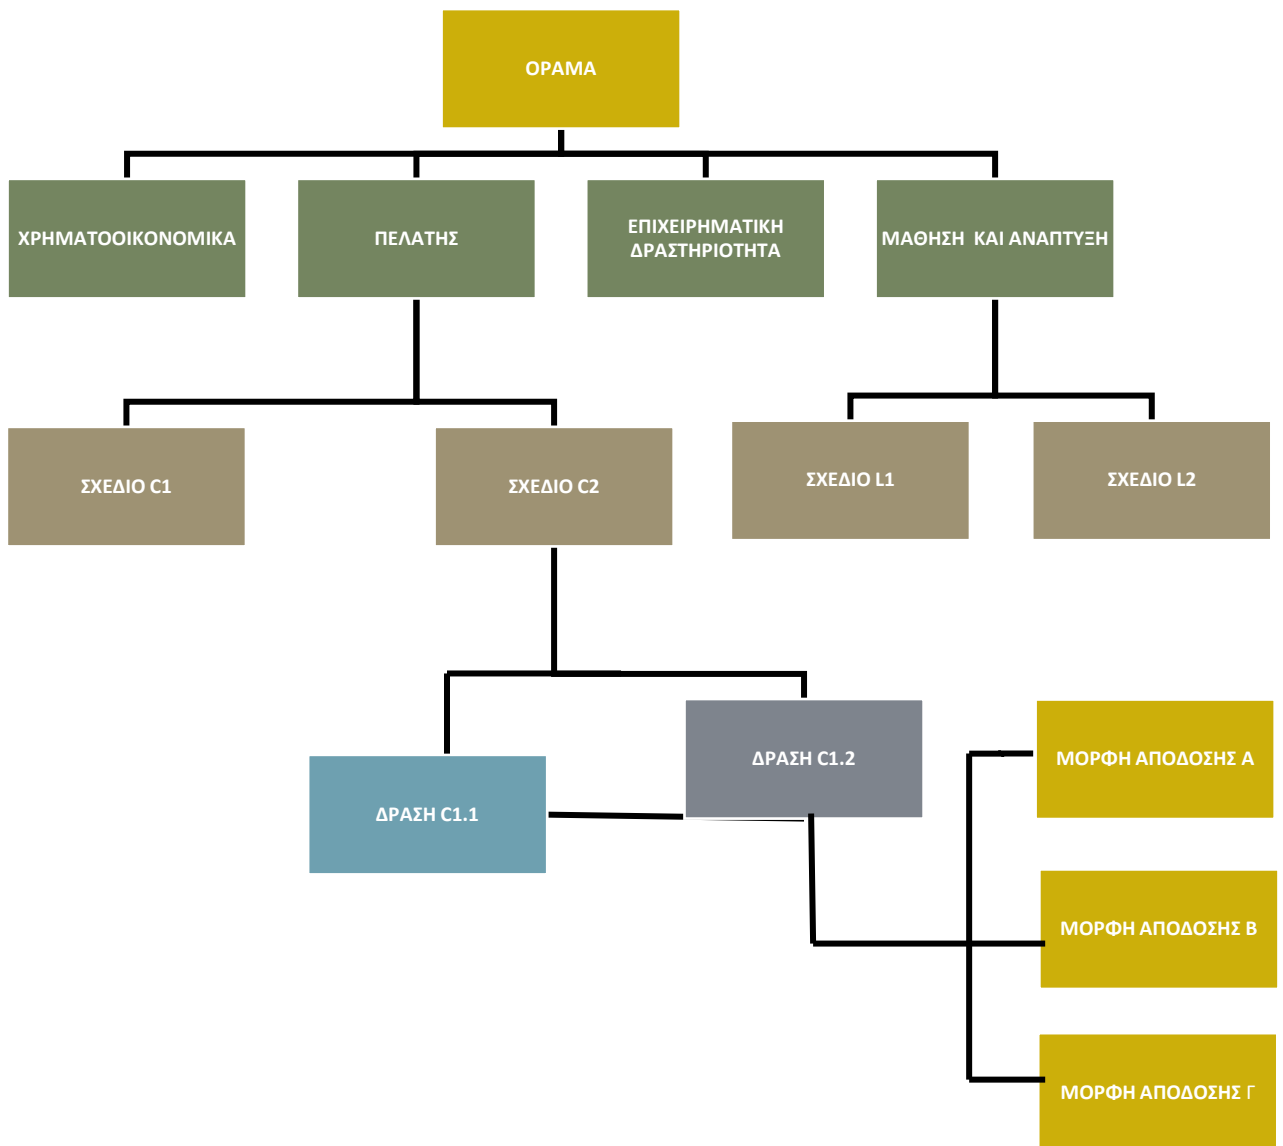 ΟΡΑΜΑ
ΧΡΗΜΑΤΟΟΙΚΟΝΟΜΙΚΑ
ΠΕΛΑΤΗΣ
ΕΠΙΧΕΙΡΗΜΑΤΙΚΗ
ΔΡΑΣΤΗΡΙΟΤΗΤΑ
ΜΑΘΗΣΗ ΚΑΙ ΑΝΑΠΤΥΞΗ
ΣΧΕΔΙΟ C1
ΣΧΕΔΙΟ C2
ΣΧΕΔΙΟ L1
ΣΧΕΔΙΟ L2
ΔΡΑΣΗ C1.1
ΔΡΑΣΗ C1.2
ΜΟΡΦΗ ΑΠΟΔΟΣΗΣ Α
ΜΟΡΦΗ ΑΠΟΔΟΣΗΣ Β
ΜΟΡΦΗ ΑΠΟΔΟΣΗΣ Γ